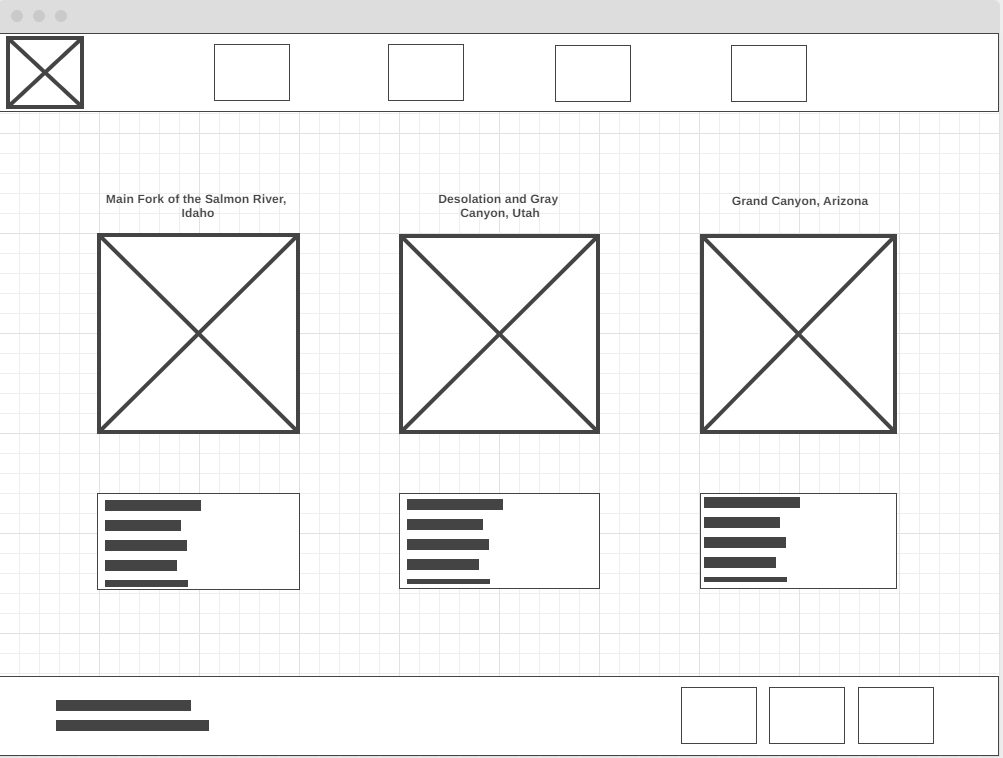 Main Fork of the Salmon River,
Idaho
Desolation and Gray
Canyon, Utah
Grand Canyon, Arizona